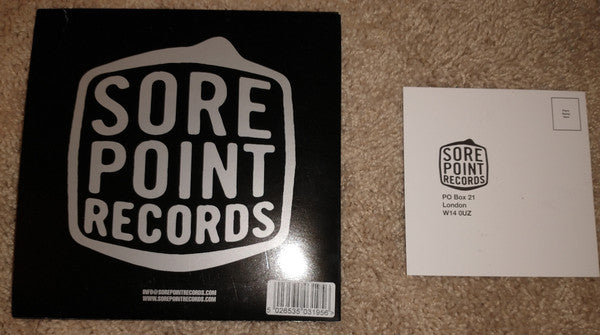 SORE
POINT
RECORDS
INFO@SOREPOINTRECORDS.COM
WWW.SOREPOINTRECORDS.COM
5 026535 031956
SORE
POINT
RECORDS
PO Box 21
London
W14 0UZ